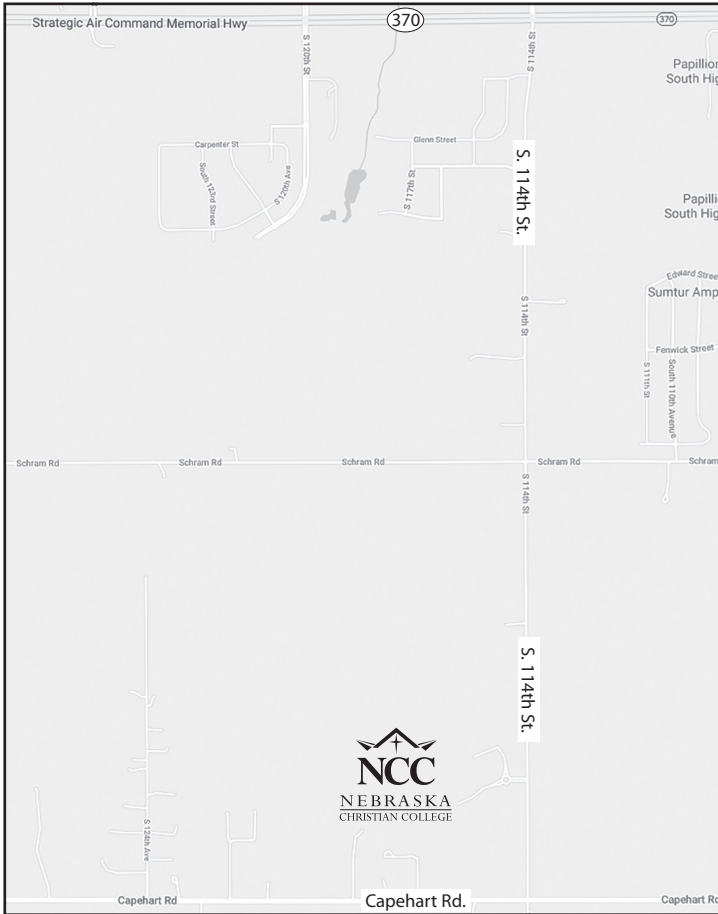 Strategic Air Command Memorial Hwy
370
370
S 120th St
S 114th St
Papillion
South Hig
Carpenter St
Glenn Street
South 123rd Street
S 120th Ave
S 117th St
S. 114th St.
Papilli
South Hig
Edward Stree
Sumtur Amp
S 114th St
Fenwick Street
S 111th St
South 110th Avenue
Schram Rd
Schram Rd
Schram Rd
Schram Rd
Schram
S 114th St
S. 114th St.
NCC
NEBRASKA
CHRISTIAN COLLEGE
S 124th Ave
Capehart Rd
Capehart Rd.
Capehart Rd